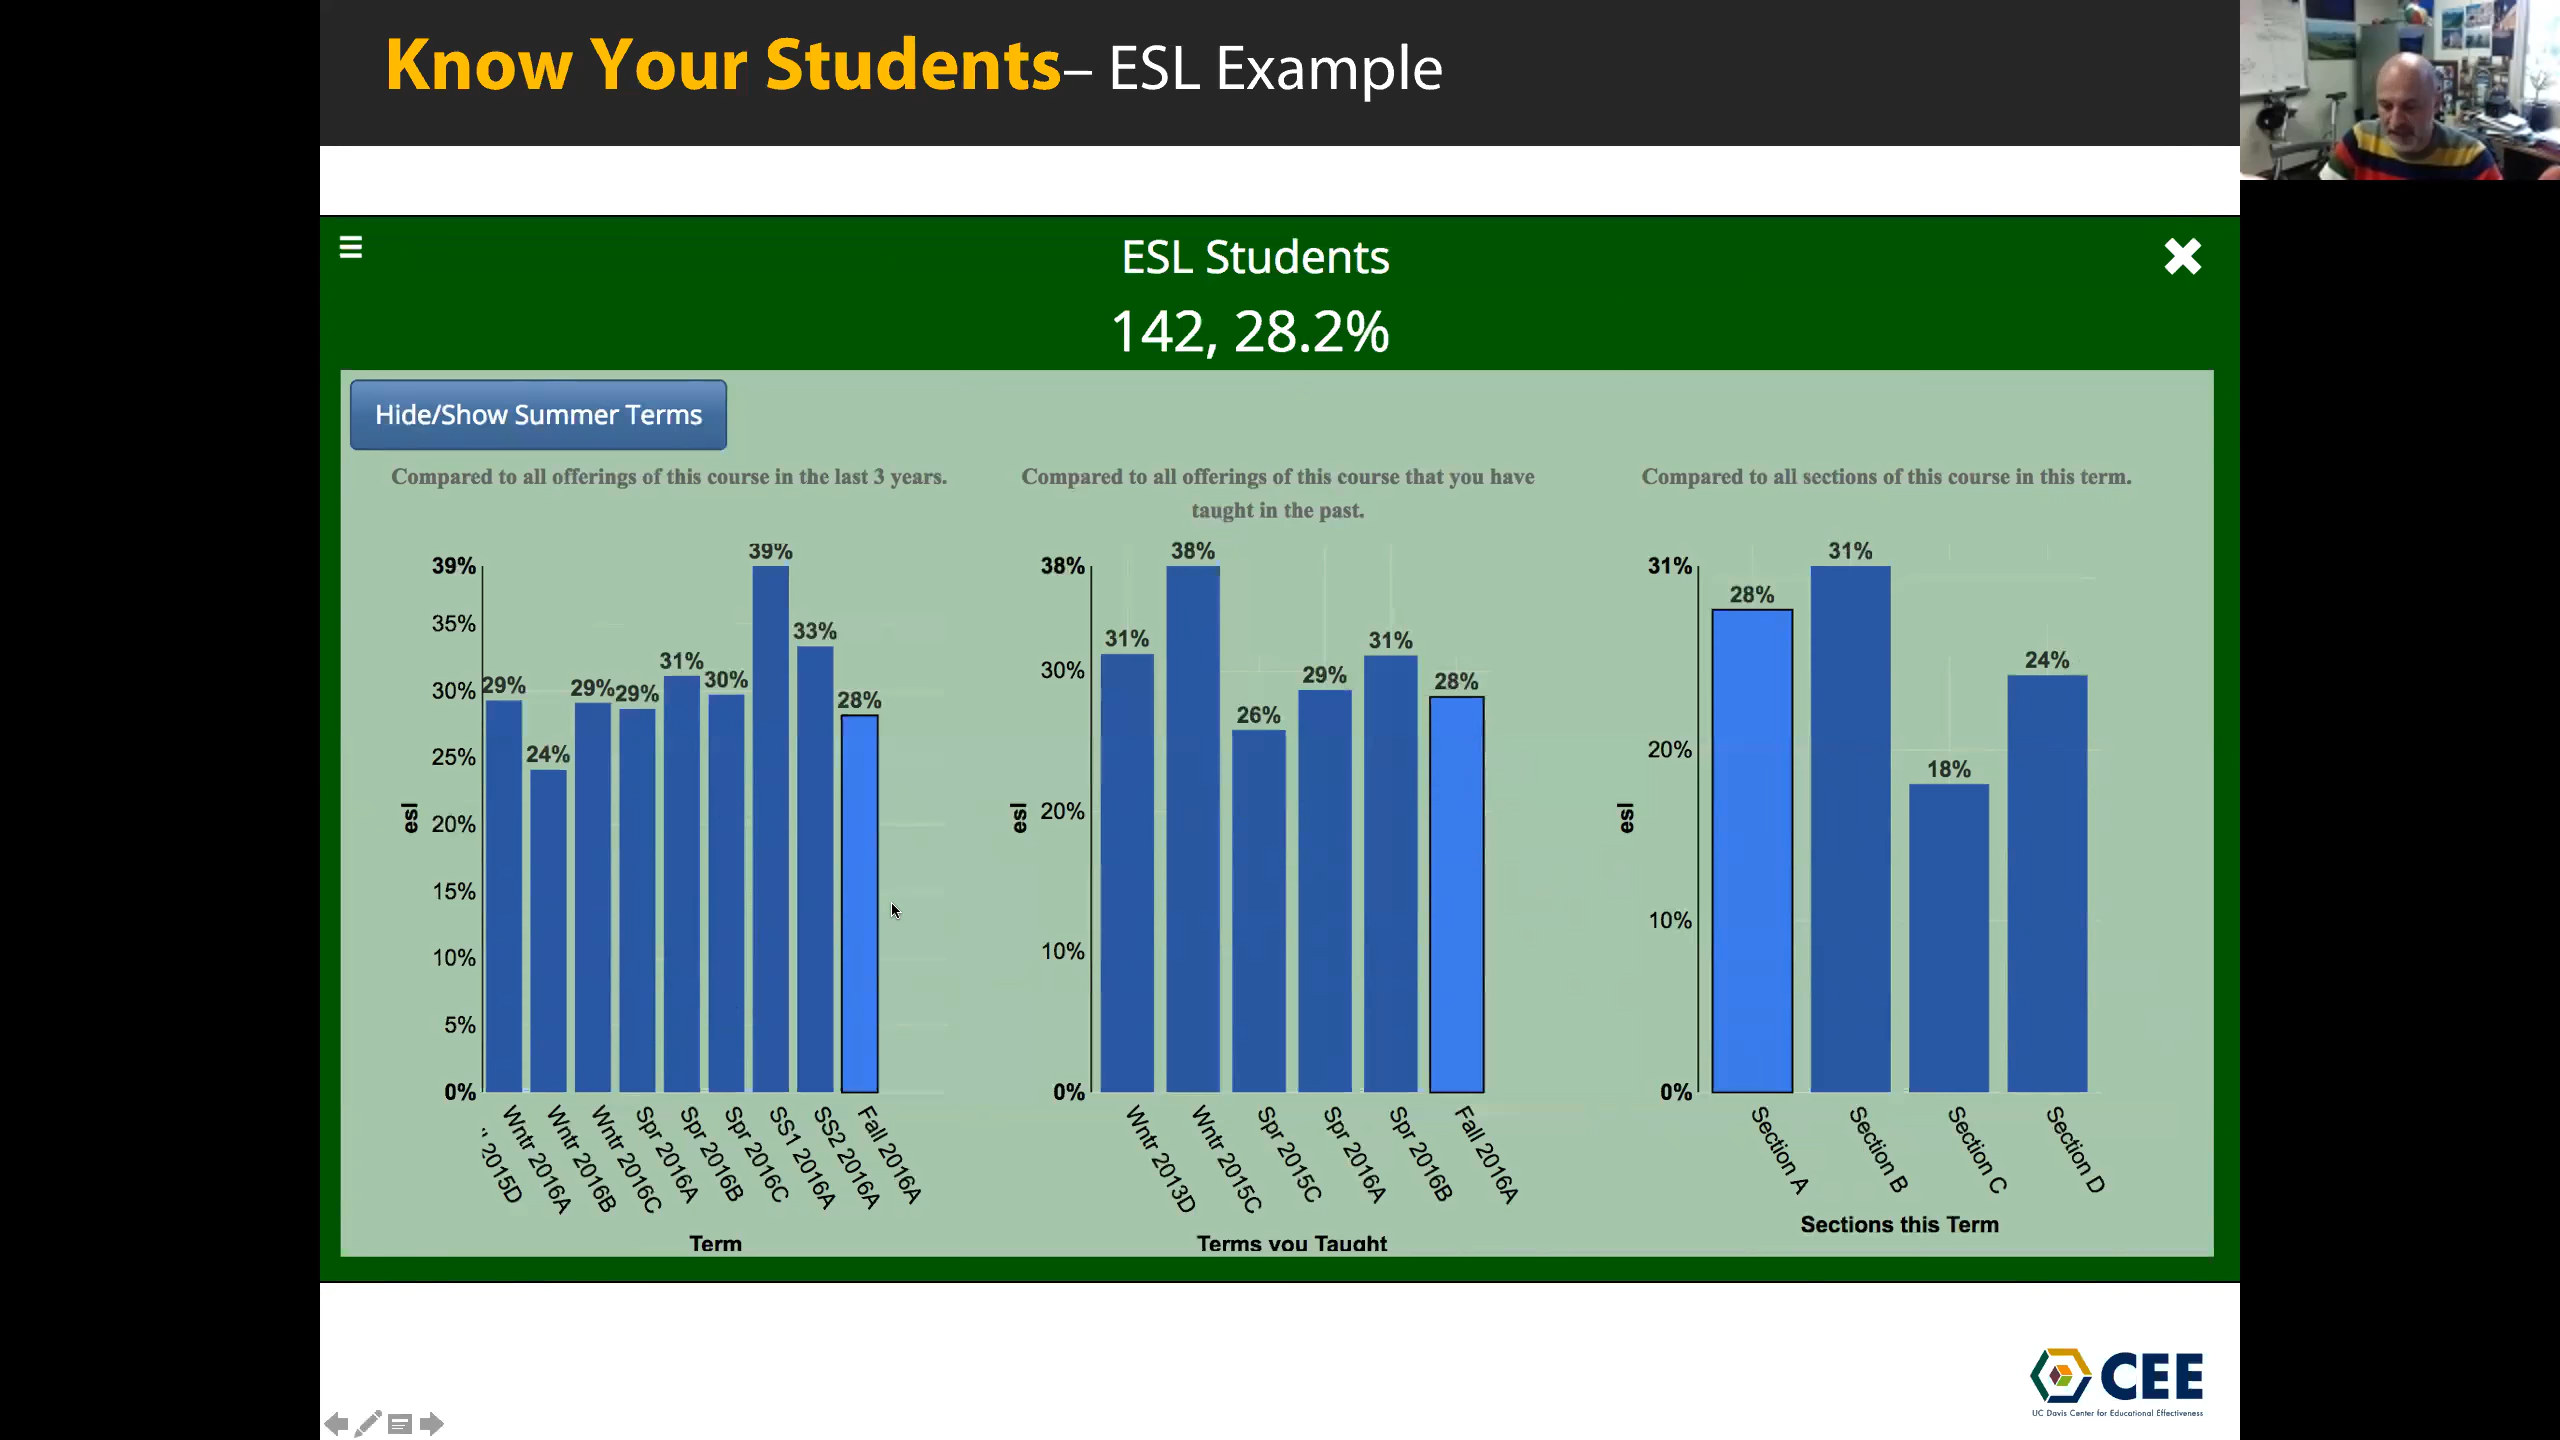 Know Your Students– ESL Example
ESL Students
142, 28.2%
Hide/Show Summer Terms
Compared to all offerings of this course in the last 3 years.
39%
35%
30%
25%
20%
15%
10%
5%
0%
esl
29%
24%
29%
29%
31%
30%
39%
33%
28%
2015D
Wntr 2016A
Wntr 2016B
Wntr 2016C
Spr 2016A
Spr 2016B
Spr 2016C
SS1 2016A
SS2 2016A
Fall 2016A
Term
Compared to all offerings of this course that you have
taught in the past.
38%
30%
20%
10%
0%
esl
31%
38%
26%
29%
31%
28%
Wntr 2013D
Wntr 2015C
Spr 2015C
Spr 2016A
Spr 2016B
Fall 2016A
Terms you Taught
Compared to all sections of this course in this term.
31%
20%
10%
0%
esl
28%
31%
18%
24%
Section A
Section B
Section C
Section D
Sections this Term
CEE
UC Davis Center for Educational Effectiveness